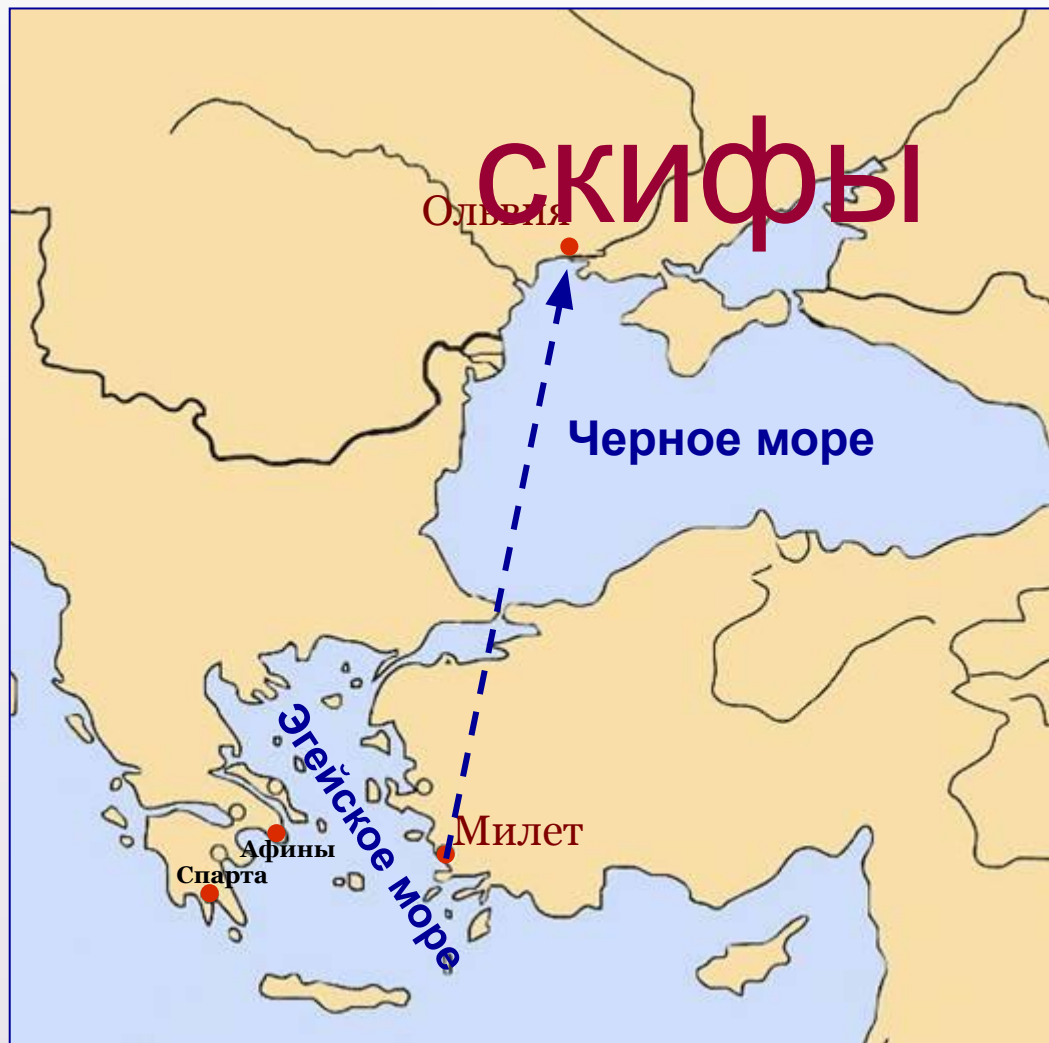 скифы
Ольвия
Черное море
Эгейское море
Милет
Афины
Спарта